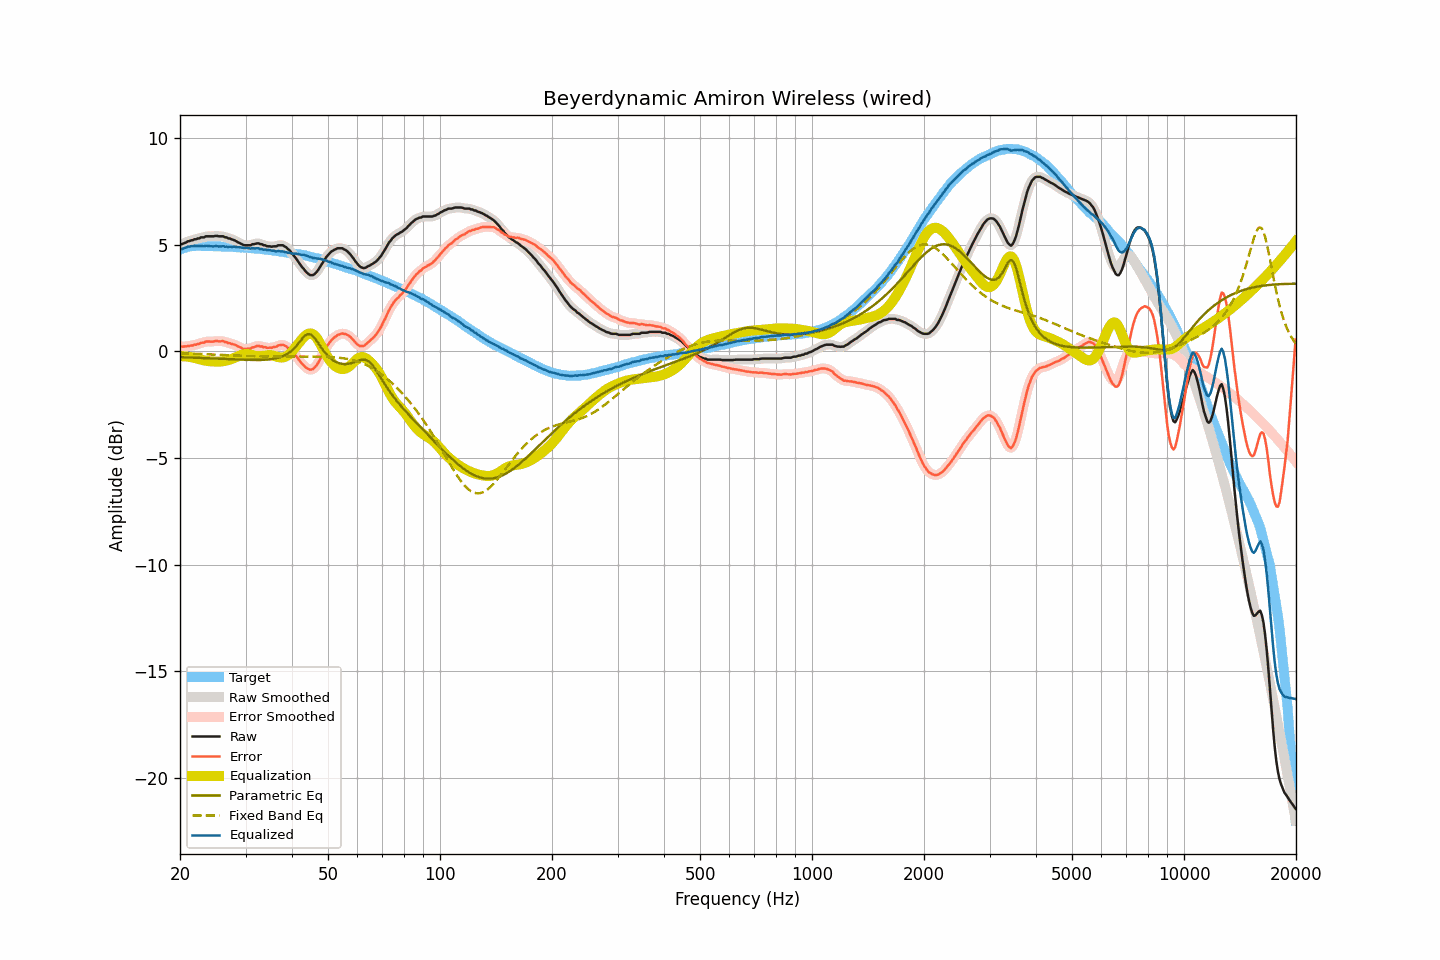 Beyerdynamic Amiron Wireless (wired)
10
5
0
−5
−10
−15
−20
Amplitude (dBr)
Target
Raw Smoothed
Error Smoothed
Raw
Error
Equalization
Parametric Eq
Fixed Band Eq
Equalized
20 50 100 200 500 1000 2000 5000 10000 20000
Frequency (Hz)